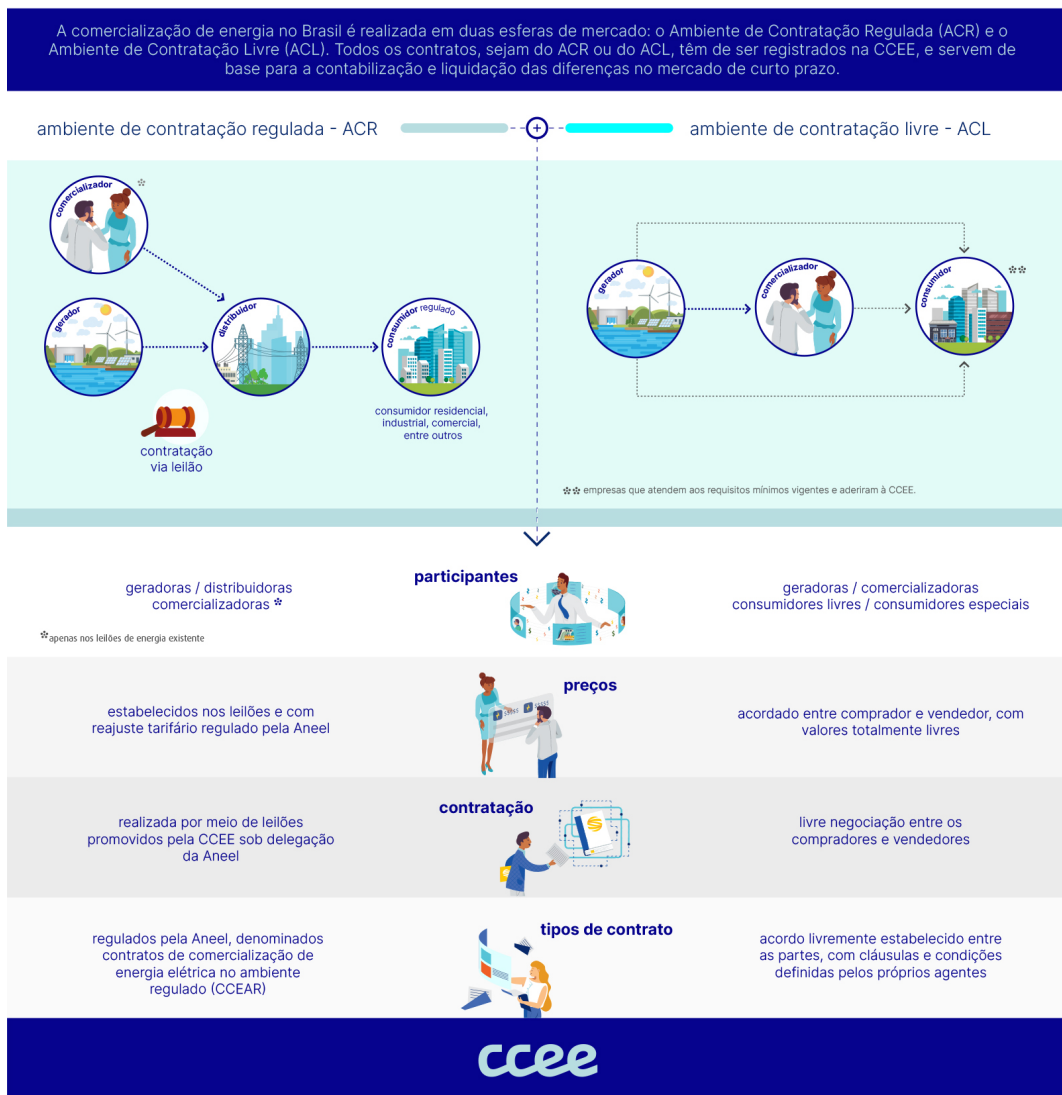 A comercialização de energia no Brasil é realizada em duas esferas de mercado: o Ambiente de Contratação Regulada (ACR) e o
Ambiente de Contratação Livre (ACL). Todos os contratos, sejam do ACR ou do ACL, têm de ser registrados na CCEE, e servem de
base para a contabilização e liquidação das diferenças no mercado de curto prazo.
ambiente de contratação regulada - ACR
ambiente de contratação livre - ACL
comercializador *
gerador
distribuidor
consumidor regulado
consumidor residencial,
industrial, comercial,
entre outros
contratação
via leilão
gerador
comercializador
consumidor **
** empresas que atendem aos requisitos mínimos vigentes e aderiram à CCEE.
participantes
geradoras / distribuidoras
comercializadoras *
*apenas nos leilões de energia existente
geradoras / comercializadoras
consumidores livres / consumidores especiais
preços
estabelecidos nos leilões e com
reajuste tarifário regulado pela Aneel
acordado entre comprador e vendedor, com
valores totalmente livres
contratação
realizada por meio de leilões
promovidos pela CCEE sob delegação
da Aneel
livre negociação entre os
compradores e vendedores
tipos de contrato
regulados pela Aneel, denominados
contratos de comercialização de
energia elétrica no ambiente
regulado (CCEAR)
acordo livremente estabelecido entre
as partes, com cláusulas e condições
definidas pelos próprios agentes
ccee